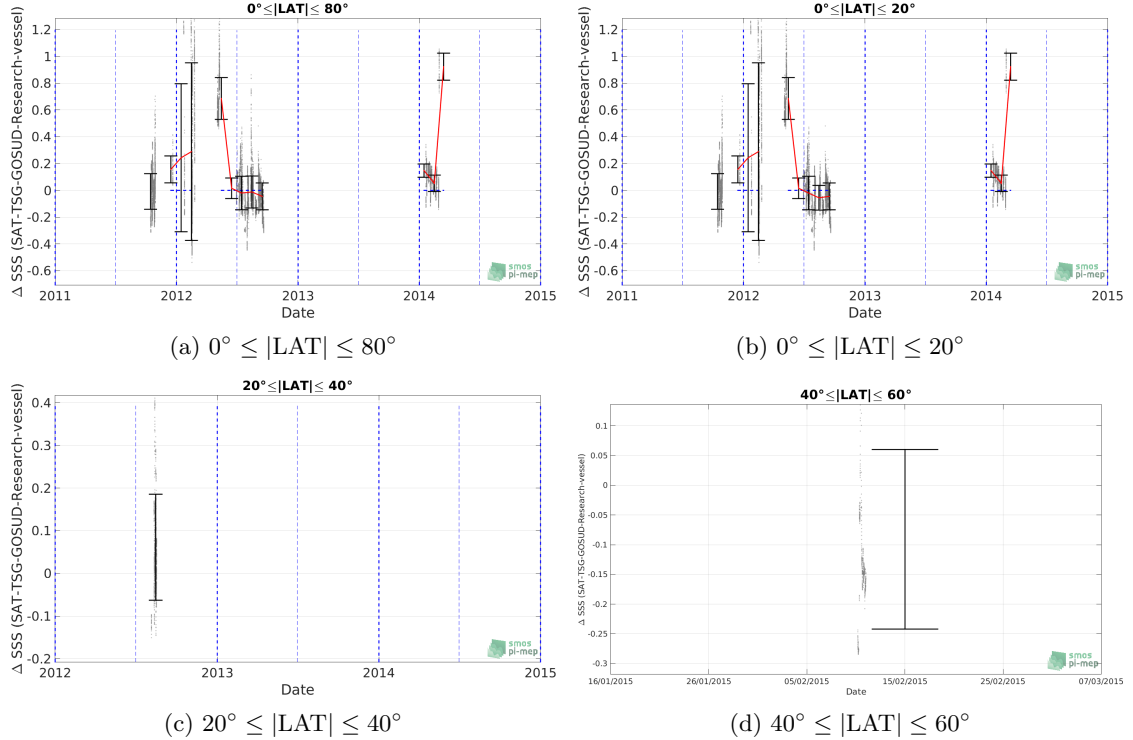 0°≤|LAT|≤ 80°
Δ SSS (SAT-TSG-GOSUD-Research-vessel)
1.2
1
0.8
0.6
0.4
0.2
0
-0.2
-0.4
-0.6
2011
2012
2013
2014
2015
Date
smos
pi-mep
(a) 0° ≤ |LAT| ≤ 80°
0°≤|LAT|≤ 20°
Δ SSS (SAT-TSG-GOSUD-Research-vessel)
1.2
1
0.8
0.6
0.4
0.2
0
-0.2
-0.4
-0.6
2011
2012
2013
2014
2015
Date
smos
pi-mep
(b) 0° ≤ |LAT| ≤ 20°
20°≤|LAT|≤ 40°
Δ SSS (SAT-TSG-GOSUD-Research-vessel)
0.4
0.3
0.2
0.1
0
-0.1
-0.2
2012
2013
2014
2015
Date
smos
pi-mep
(c) 20° ≤ |LAT| ≤ 40°
40°≤|LAT|≤ 60°
Δ SSS (SAT-TSG-GOSUD-Research-vessel)
0.1
0.05
0
-0.05
-0.1
-0.15
-0.2
-0.25
-0.3
16/01/2015
26/01/2015
05/02/2015
15/02/2015
25/02/2015
07/03/2015
Date
smos
pi-mep
(d) 40° ≤ |LAT| ≤ 60°